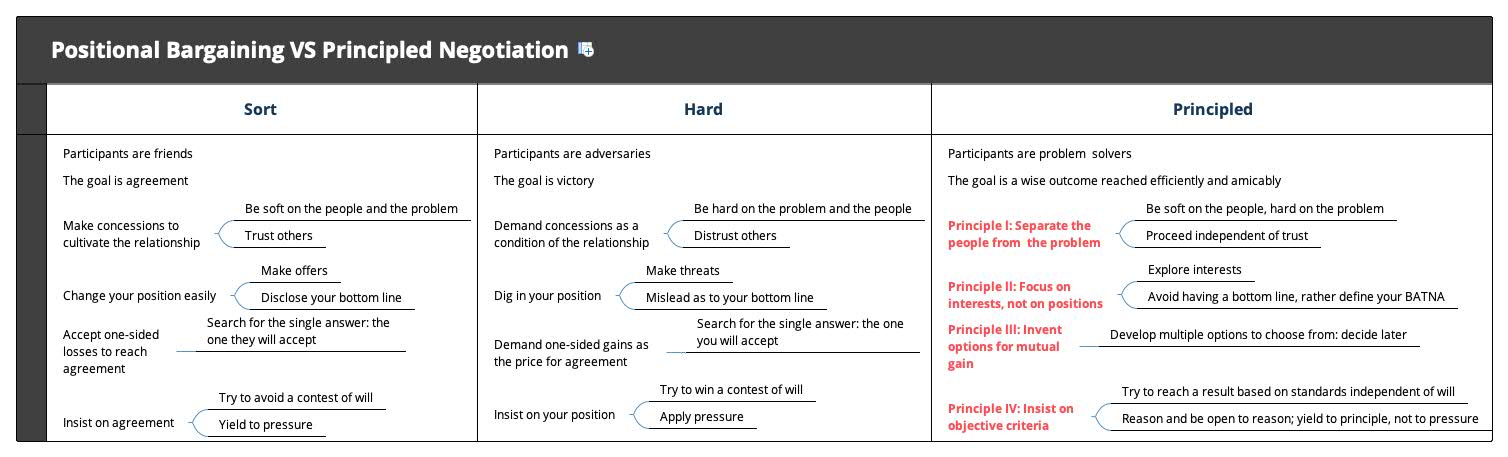 Positional Bargaining VS Principled Negotiation
Sort
Hard
Principled
Participants are friends
The goal is agreement
Make concessions to
cultivate the relationship
Be soft on the people and the problem
Trust others
Change your position easily
Make offers
Disclose your bottom line
Accept one-sided
losses to reach
agreement
Search for the single answer: the
one they will accept
Insist on agreement
Try to avoid a contest of will
Yield to pressure
Participants are adversaries
The goal is victory
Demand concessions as a
condition of the relationship
Be hard on the problem and the people
Distrust others
Dig in your position
Make threats
Mislead as to your bottom line
Demand one-sided gains as
the price for agreement
Search for the single answer: the one
you will accept
Insist on your position
Try to win a contest of will
Apply pressure
Participants are problem  solvers
The goal is a wise outcome reached efficiently and amicably
Principle I: Separate the
people from  the problem
Be soft on the people, hard on the problem
Proceed independent of trust
Principle II: Focus on
interests, not on positions
Explore interests
Avoid having a bottom line, rather define your BATNA
Principle III: Invent
options for mutual
gain
Develop multiple options to choose from: decide later
Principle IV: Insist on
objective criteria
Try to reach a result based on standards independent of will
Reason and be open to reason; yield to principle, not to pressure